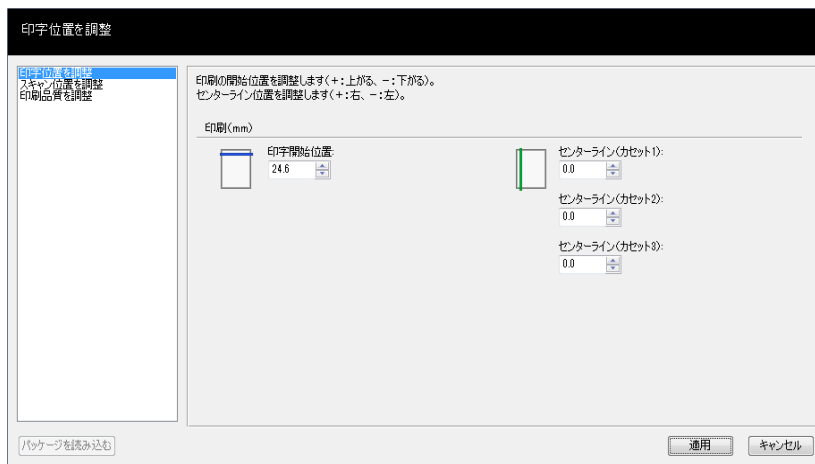 印字位置を調整
印字位置を調整
スキャン位置を調整
印刷品質を調整
印刷の開始位置を調整します(+:上がる、-:下がる)。
センターライン位置を調整します(+:右、-:左)。
印刷(mm)
印字開始位置:
24.6
センターライン(カセット1):
0.0
センターライン(カセット2):
0.0
センターライン(カセット3):
0.0
パッケージを読み込む
適用
キャンセル